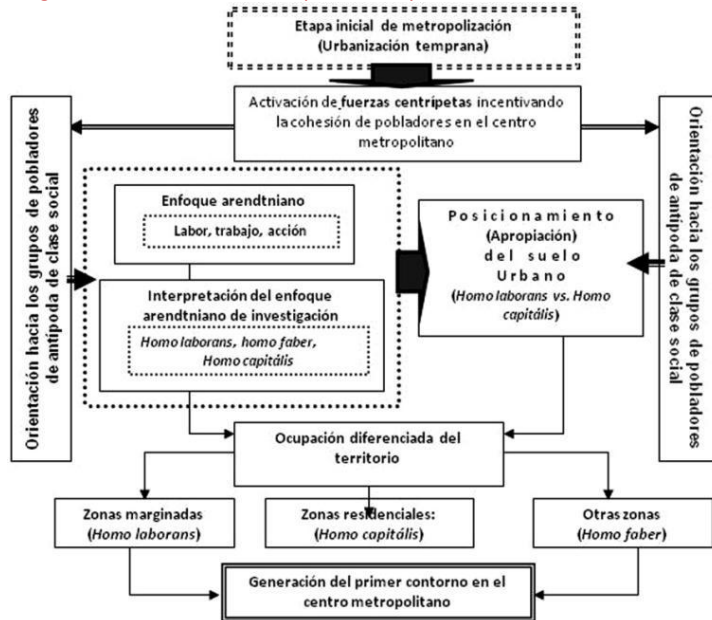 Etapa inicial de metropolización
(Urbanización temprana)
Activación de fuerzas centrípetas incentivando
la cohesión de pobladores en el centro
metropolitano
Orientación hacia los grupos de pobladores
de antípoda de clase social
Enfoque arendtniano
Labor, trabajo, acción
Interpretación del enfoque
arendtniano de investigación
Homo laborans, homo faber,
Homo capitális
Posicionamiento
(Apropiación)
del suelo
Urbano
(Homo laborans vs. Homo
capitális)
Orientación hacia los grupos de pobladores
de antípoda de clase social
Ocupación diferenciada del
territorio
Zonas marginadas
(Homo laborans)
Zonas residenciales:
(Homo capitális)
Otras zonas
(Homo faber)
Generación del primer contorno en el
centro metropolitano